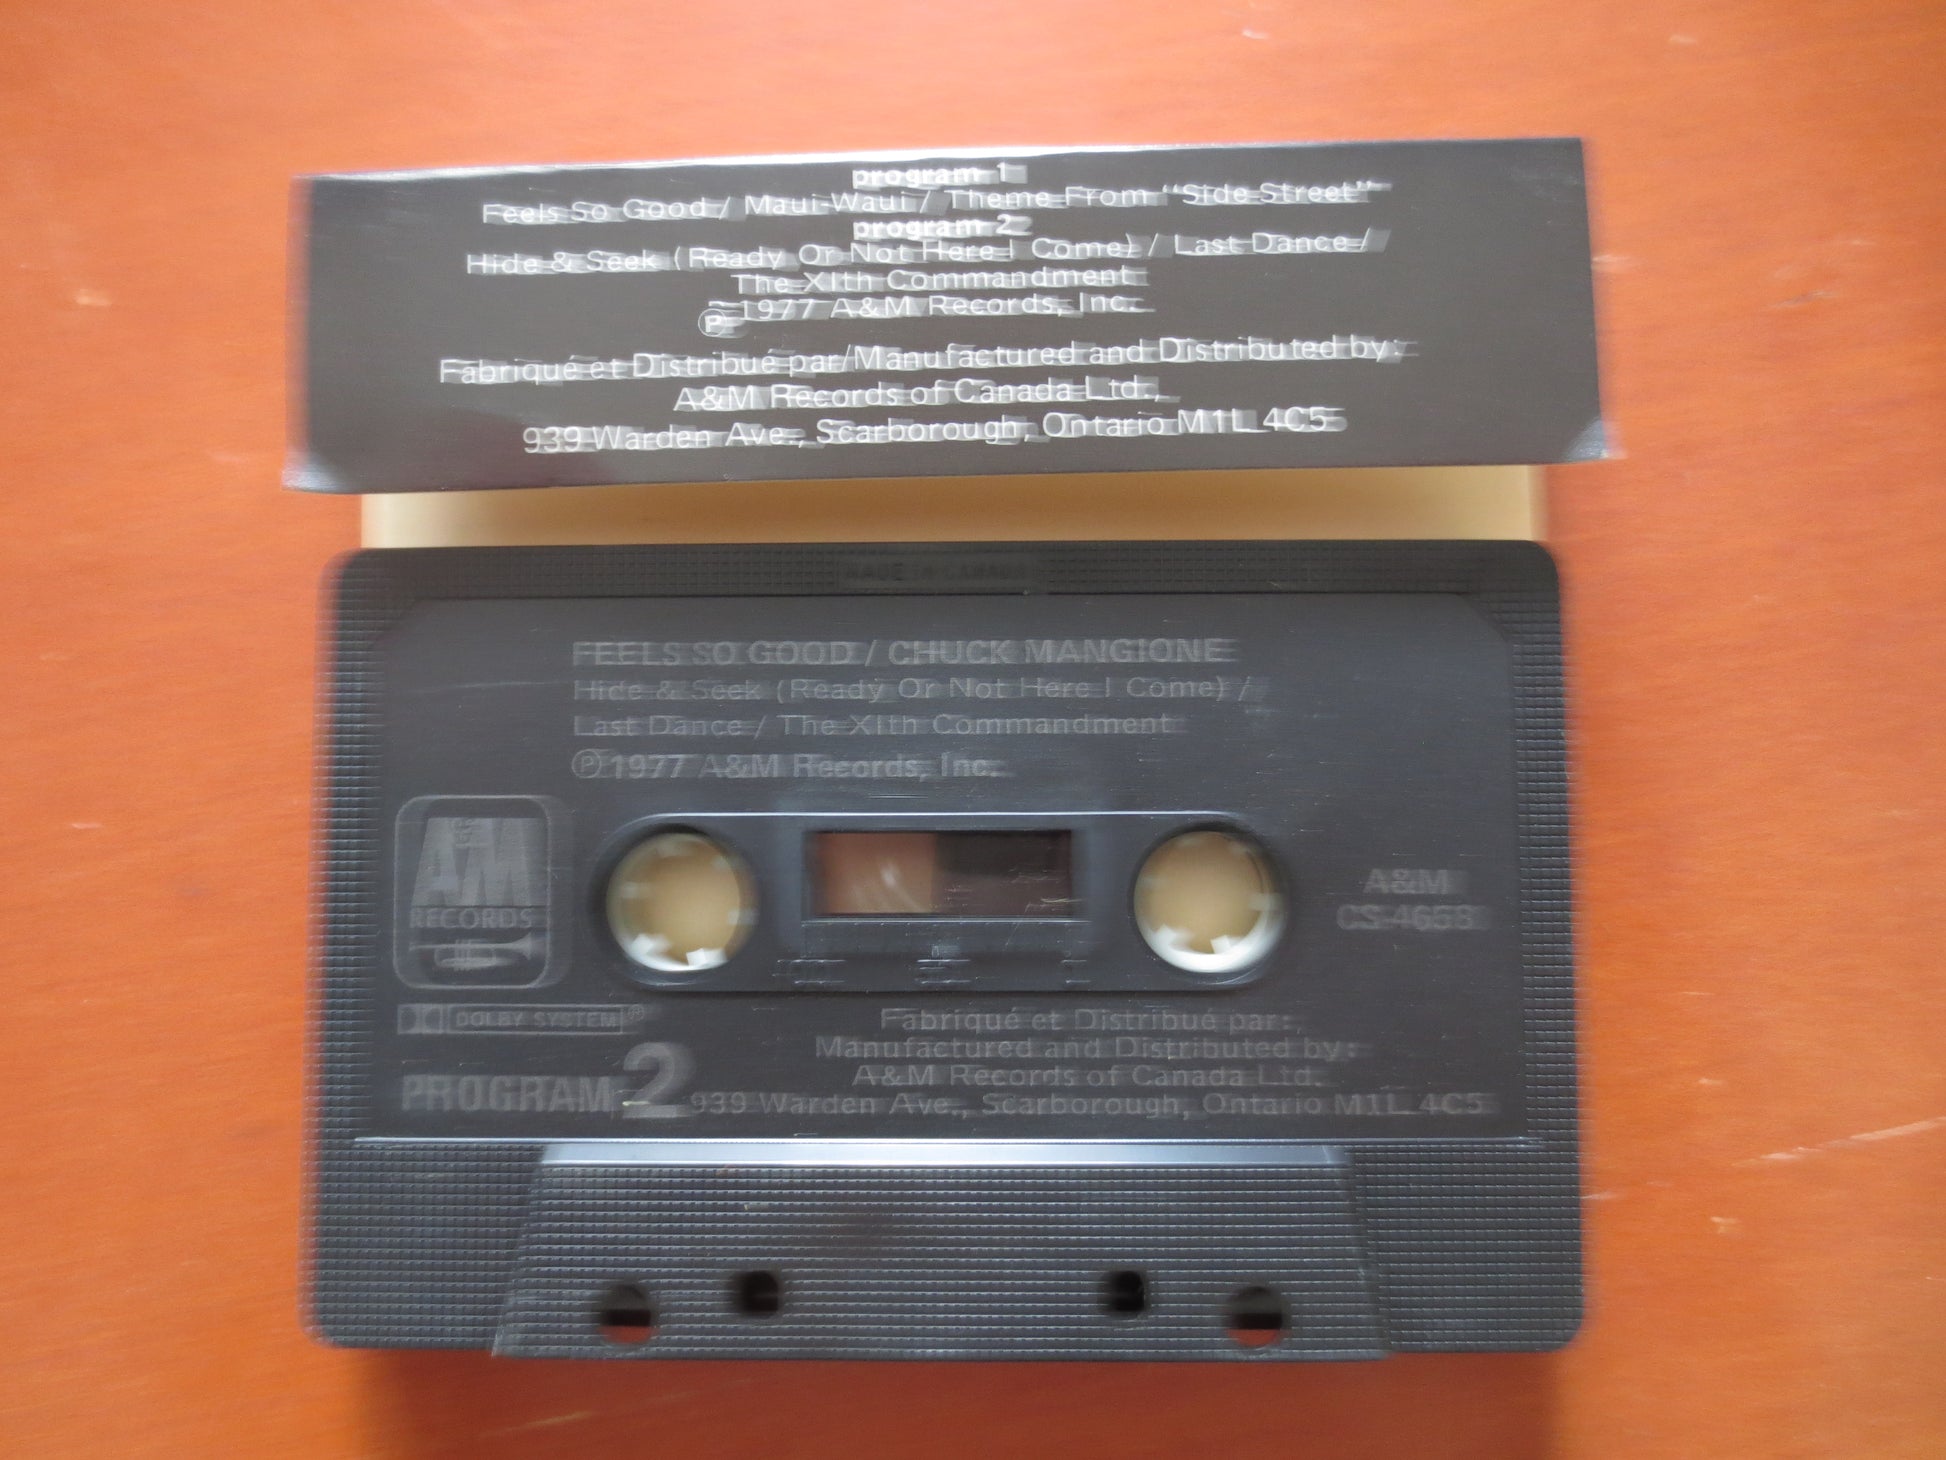 program 1
Feels So Good / Maui-Waui / Theme From "Side Street"
program 2
Hide & Seek (Ready Or Not Here I Come) / Last Dance /
The XIth Commandment
Ⓟ 1977 A&M Records, Inc.
Fabriqué et Distribué par/Manufactured and Distributed by:
A&M Records of Canada Ltd.,
939 Warden Ave., Scarborough, Ontario M1L 4C5
MADE IN CANADA
FEELS SO GOOD / CHUCK MANGIONE
Hide & Seek (Ready Or Not Here I Come) /
Last Dance / The XIth Commandment
Ⓟ 1977 A&M Records, Inc.
A&M
RECORDS
A&M
CS-4658
DOLBY SYSTEM®
PROGRAM 2
Fabriqué et Distribué par:
Manufactured and Distributed by:
A&M Records of Canada Ltd.
939 Warden Ave., Scarborough, Ontario M1L 4C5